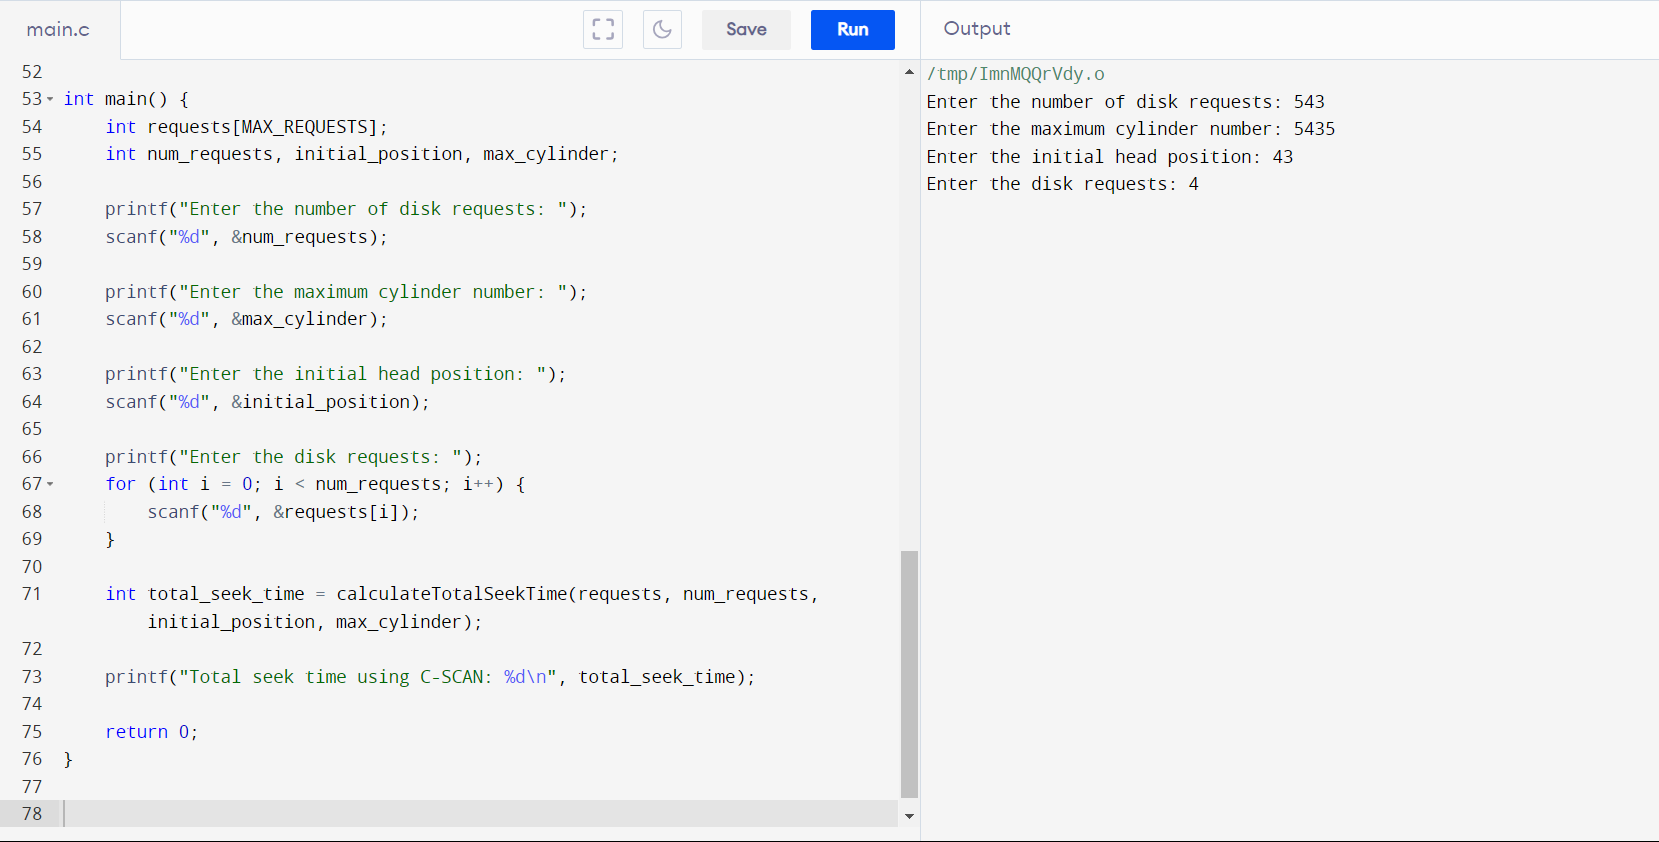 main.c
Save
Run
Output
52
53 int main() {
54     int requests[MAX_REQUESTS];
55     int num_requests, initial_position, max_cylinder;
56
57     printf("Enter the number of disk requests: ");
58     scanf("%d", &num_requests);
59
60     printf("Enter the maximum cylinder number: ");
61     scanf("%d", &max_cylinder);
62
63     printf("Enter the initial head position: ");
64     scanf("%d", &initial_position);
65
66     printf("Enter the disk requests: ");
67     for (int i = 0; i < num_requests; i++) {
68         scanf("%d", &requests[i]);
69     }
70
71     int total_seek_time = calculateTotalSeekTime(requests, num_requests,
        initial_position, max_cylinder);
72
73     printf("Total seek time using C-SCAN: %d\n", total_seek_time);
74
75     return 0;
76 }
77
78
/tmp/ImnMQQrVdy.o
Enter the number of disk requests: 543
Enter the maximum cylinder number: 5435
Enter the initial head position: 43
Enter the disk requests: 4